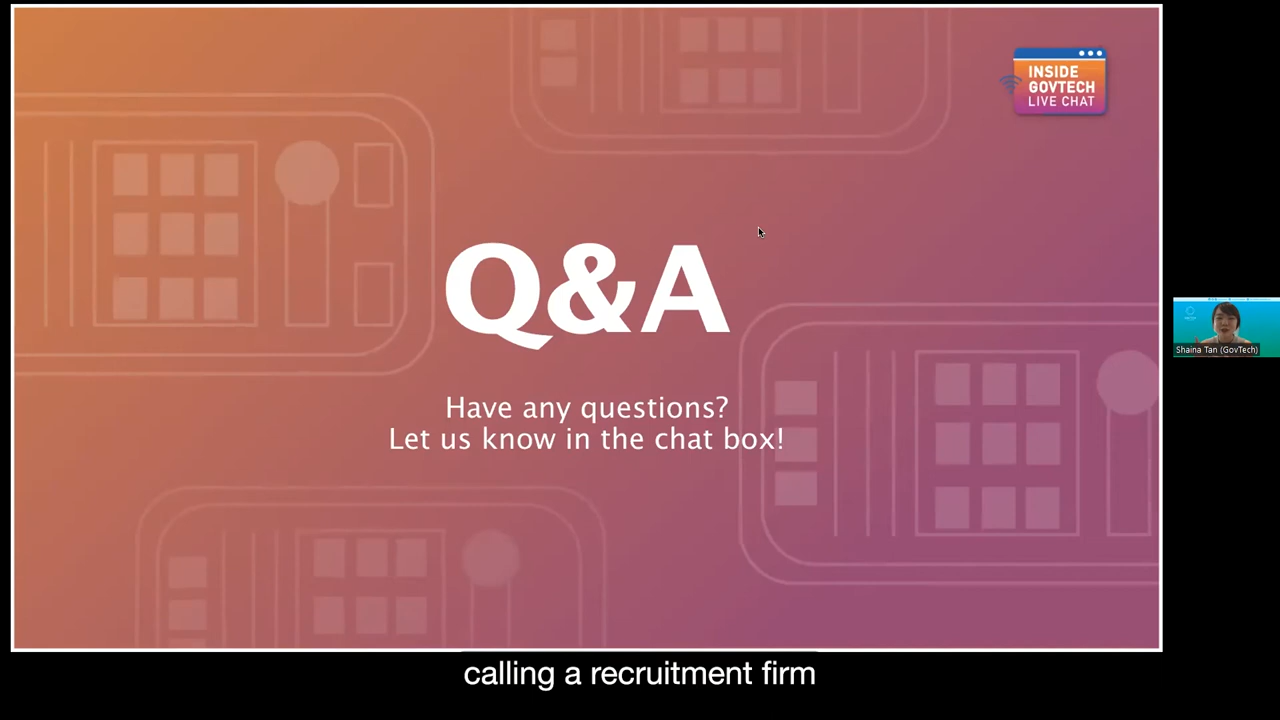 INSIDE
GOVTECH
LIVE CHAT
Q&A
Have any questions?
Let us know in the chat box!
Shaina Tan (GovTech)
calling a recruitment firm